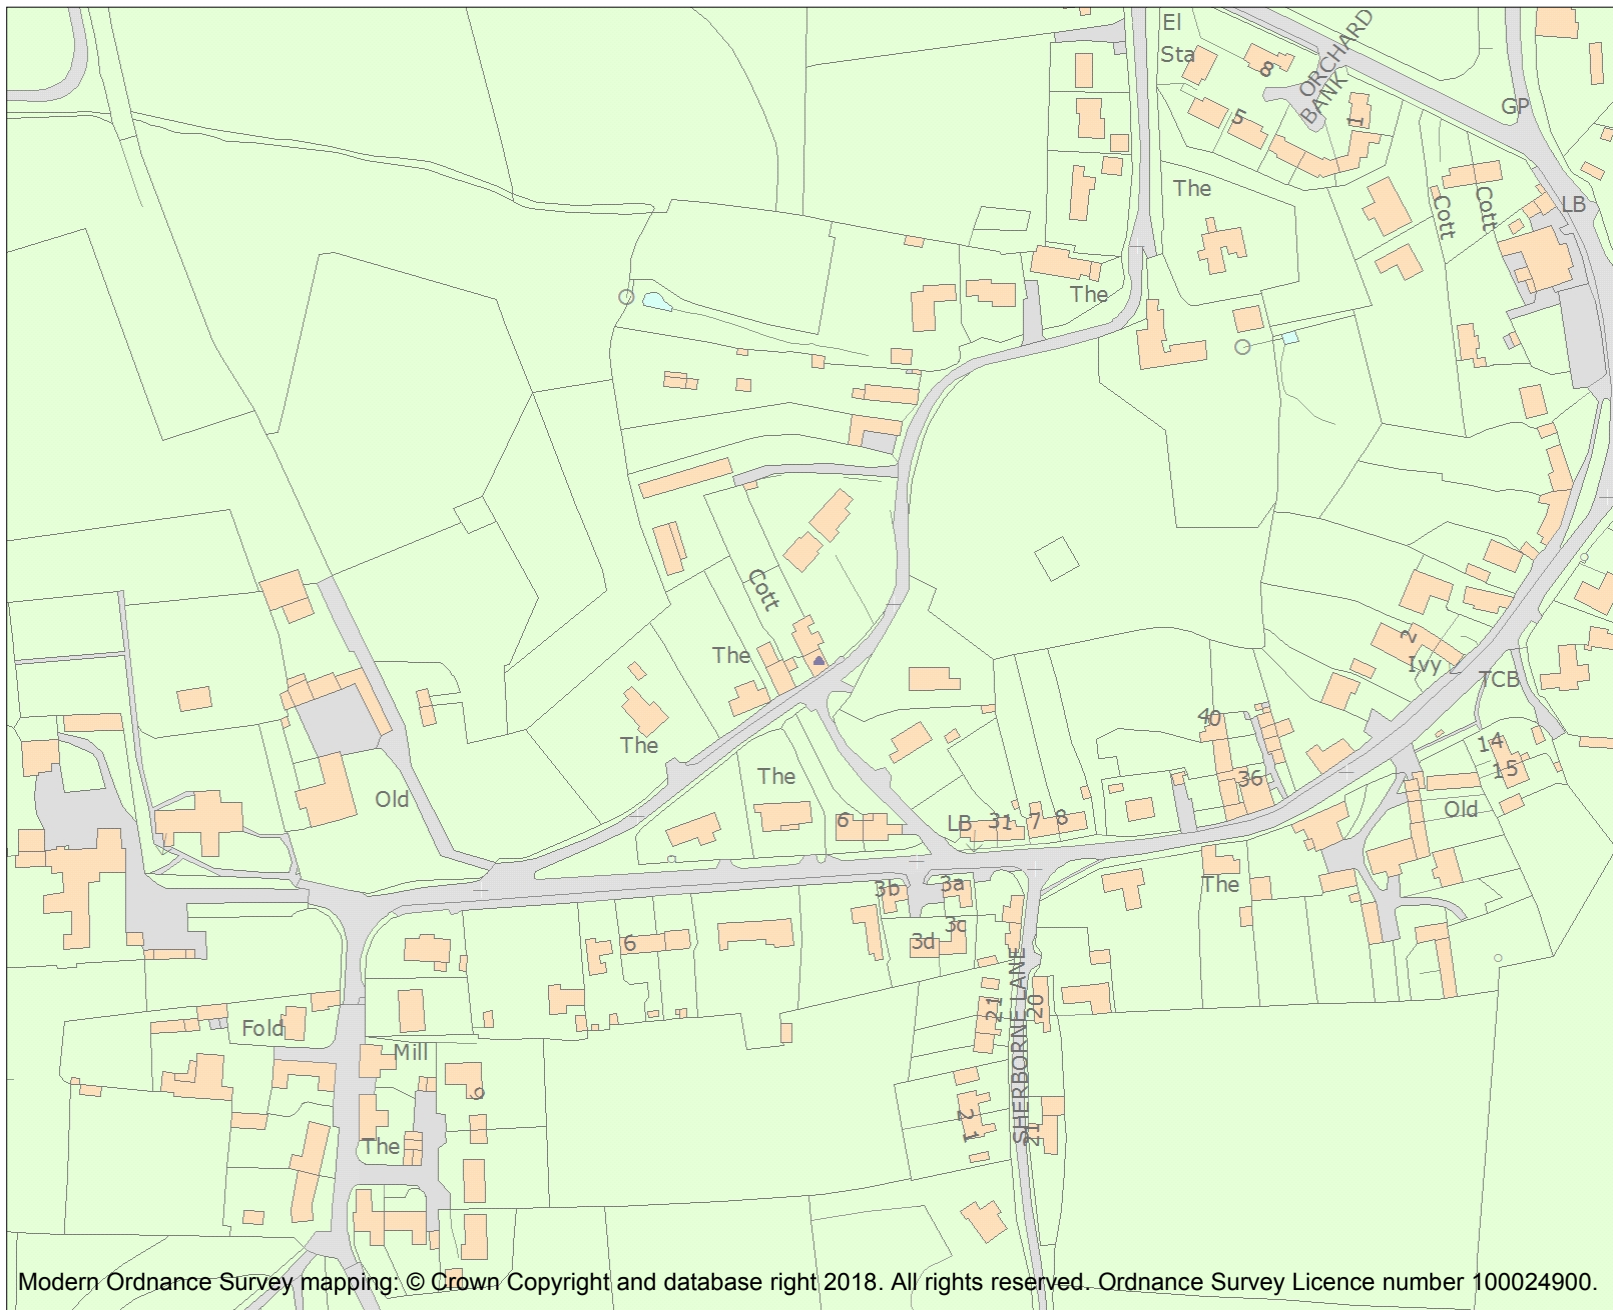 El
Sta
8
ORCHARD
BANK
5
1
GP
The
Cott
Cott
LB
The
Cott
The
2
Ivy
TCB
40
14
15
The
The
36
Old
Old
6
LB
31
7
8
3b
3a
The
3c
3d
6
SHERBORNE LANE
21
20
Fold
Mill
9
2
1
21
The
Modern Ordnance Survey mapping: © Crown Copyright and database right 2018. All rights reserved. Ordnance Survey Licence number 100024900.